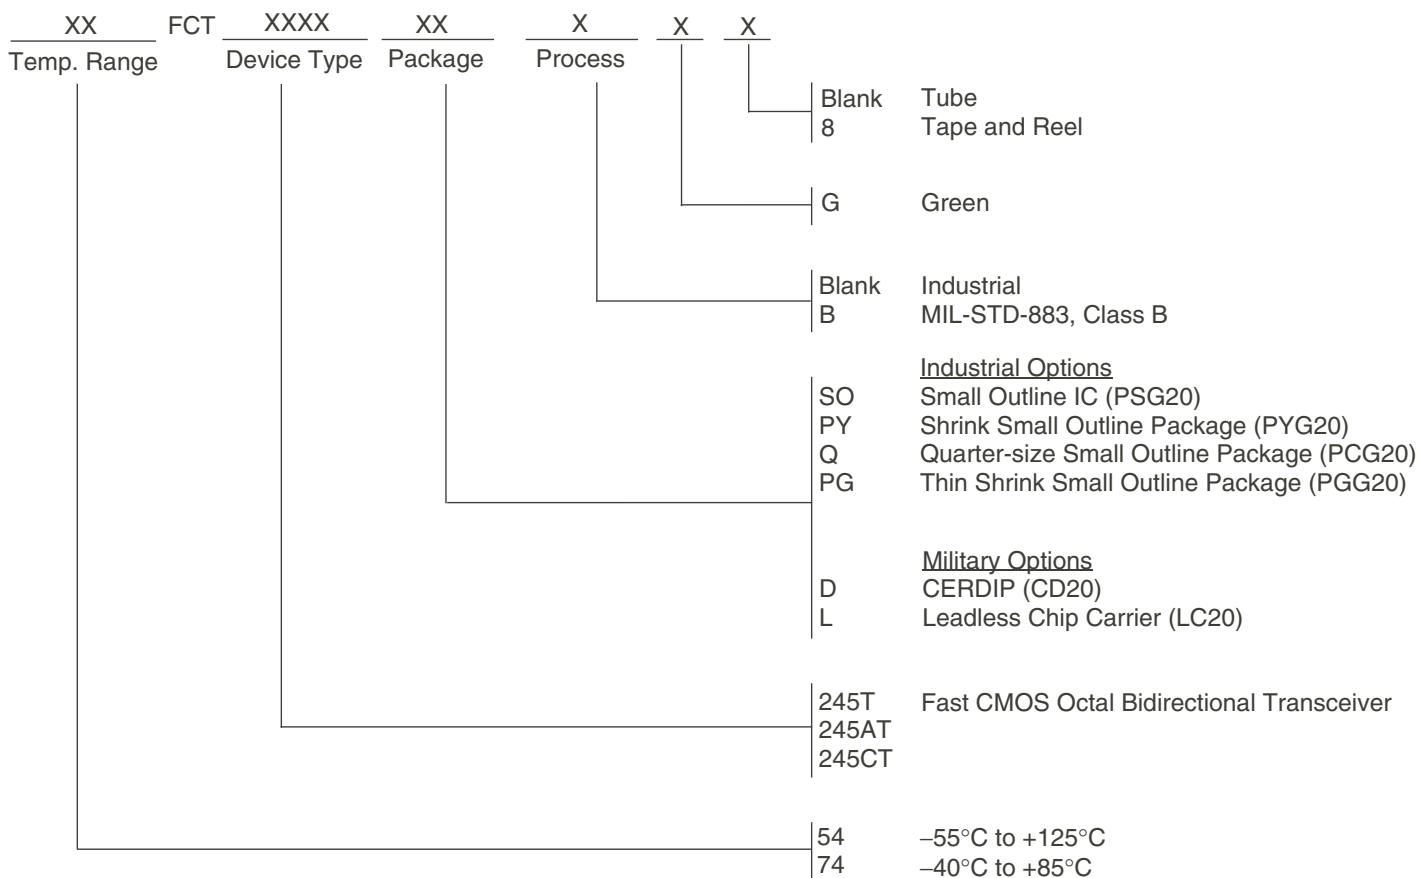 XX FCT XXXX XX X X X
Temp. Range Device Type Package Process
Blank Tube
8 Tape and Reel
G Green
Blank Industrial
B MIL-STD-883, Class B
Industrial Options
SO Small Outline IC (PSG20)
PY Shrink Small Outline Package (PYG20)
Q Quarter-size Small Outline Package (PCG20)
PG Thin Shrink Small Outline Package (PGG20)
Military Options
D CERDIP (CD20)
L Leadless Chip Carrier (LC20)
245T Fast CMOS Octal Bidirectional Transceiver
245AT
245CT
54 –55°C to +125°C
74 –40°C to +85°C